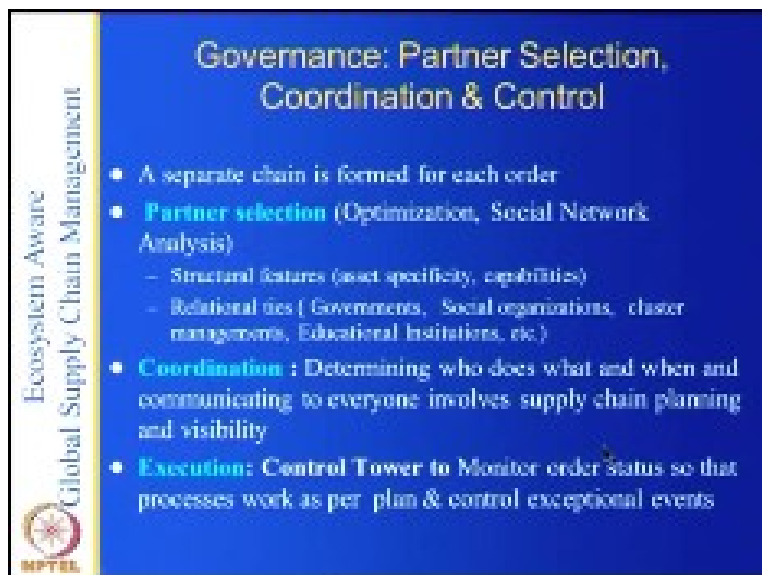 Governance: Partner Selection,
Coordination & Control
• A separate chain is formed for each order
• Partner selection (Optimization, Social Network
Analysis)
– Structural features (asset specificity, capabilities)
– Relational ties ( Governments, Social organizations, cluster
managements, Educational Institutions, etc.)
• Coordination : Determining who does what and when and
communicating to everyone involves supply chain planning
and visibility
• Execution: Control Tower to Monitor order status so that
processes work as per plan & control exceptional events
Ecosystem Aware
Global Supply Chain Management
NPTEL